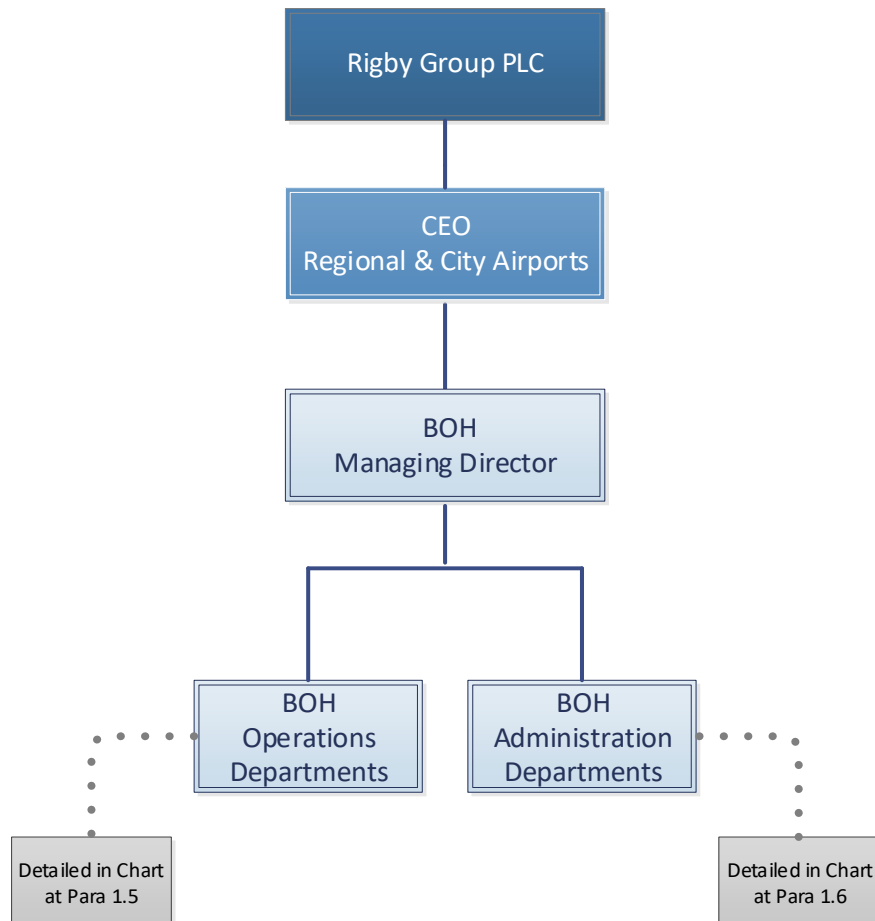 Rigby Group PLC
CEO
Regional & City Airports
BOH
Managing Director
BOH
Operations
Departments
BOH
Administration
Departments
Detailed in Chart
at Para 1.5
Detailed in Chart
at Para 1.6